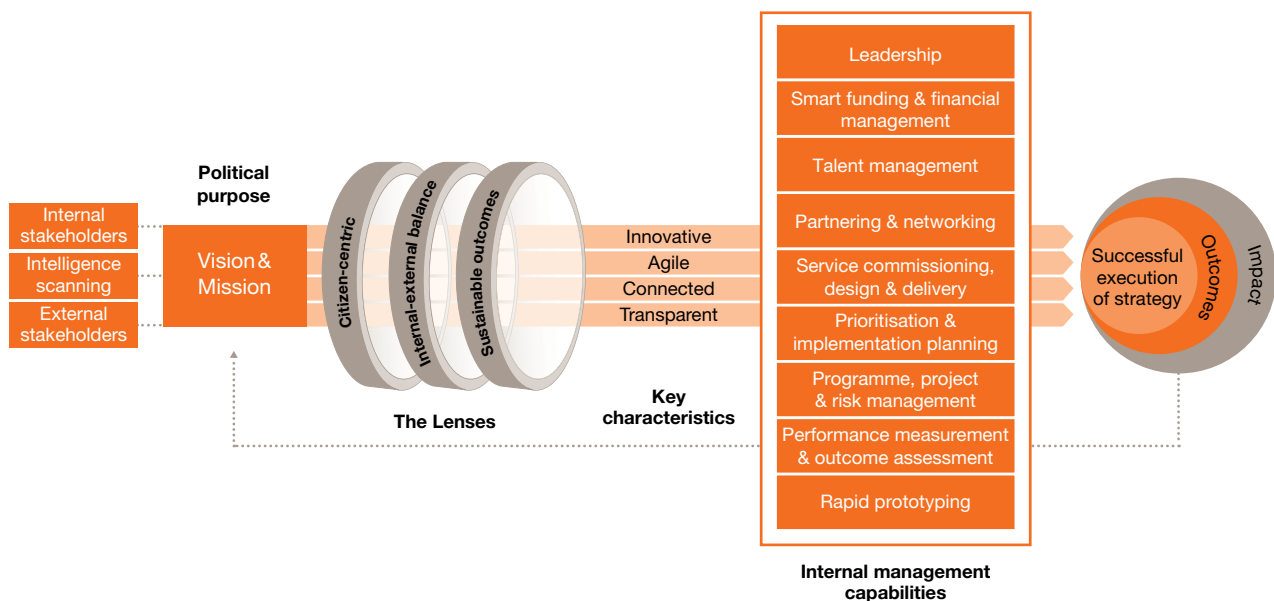 Internal
stakeholders
Intelligence
scanning
External
stakeholders
Political
purpose
Vision &
Mission
Citizen-centric
Internal-external balance
Sustainable outcomes
The Lenses
Innovative
Agile
Connected
Transparent
Key
characteristics
Leadership
Smart funding & financial
management
Talent management
Partnering & networking
Service commissioning,
design & delivery
Prioritisation &
implementation planning
Programme, project
& risk management
Performance measurement
& outcome assessment
Rapid prototyping
Internal management
capabilities
Successful
execution
of strategy
Outcomes
Impact